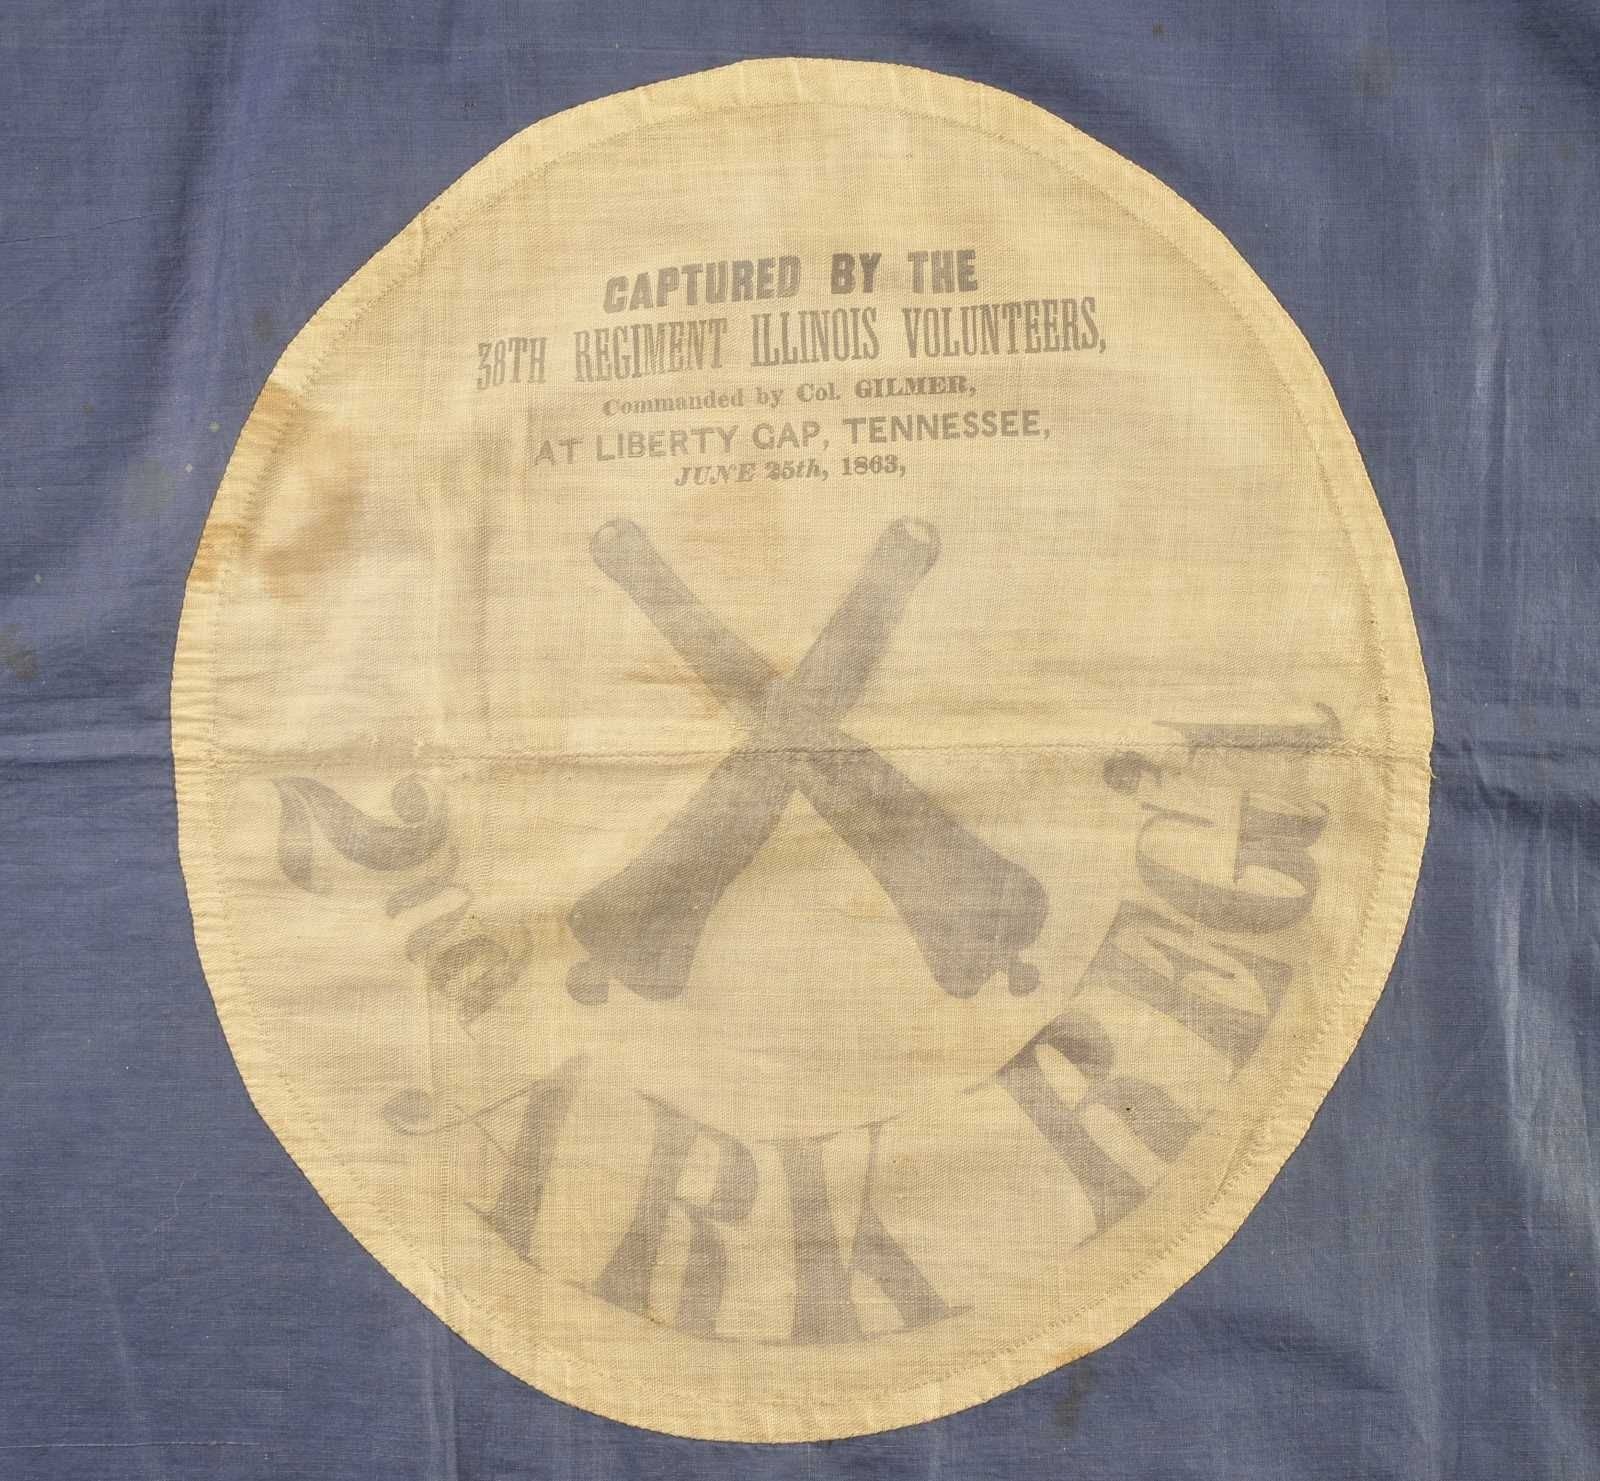 CAPTURED BY THE
38TH REGIMENT ILLINOIS VOLUNTEERS,
Commanded by Col. GILMER,
AT LIBERTY GAP, TENNESSEE,
JUNE 25th, 1863,
2nd ARK REG'T